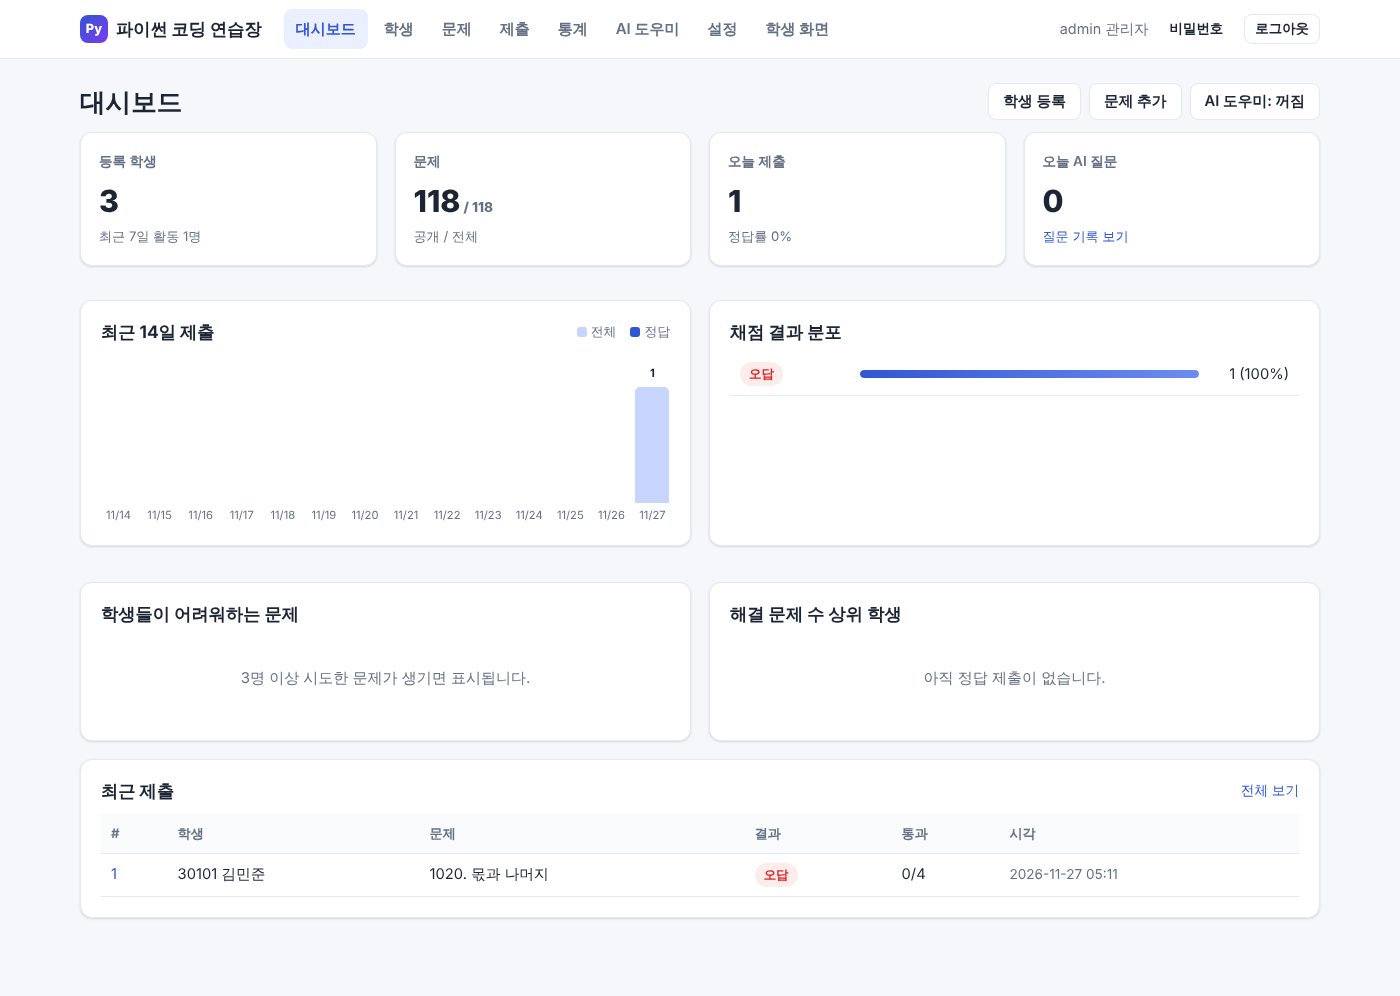 Py 파이썬 코딩 연습장 대시보드 학생 문제 제출 통계 AI 도우미 설정 학생 화면 admin 관리자 비밀번호 로그아웃
대시보드 학생 등록 문제 추가 AI 도우미: 꺼짐
등록 학생
3
최근 7일 활동 1명
문제
118 / 118
공개 / 전체
오늘 제출
1
정답률 0%
오늘 AI 질문
0
질문 기록 보기
최근 14일 제출 전체 정답
1
11/14 11/15 11/16 11/17 11/18 11/19 11/20 11/21 11/22 11/23 11/24 11/25 11/26 11/27
채점 결과 분포
오답 1 (100%)
학생들이 어려워하는 문제
3명 이상 시도한 문제가 생기면 표시됩니다.
해결 문제 수 상위 학생
아직 정답 제출이 없습니다.
최근 제출 전체 보기
# 학생 문제 결과 통과 시각
1 30101 김민준 1020. 몫과 나머지 오답 0/4 2026-11-27 05:11